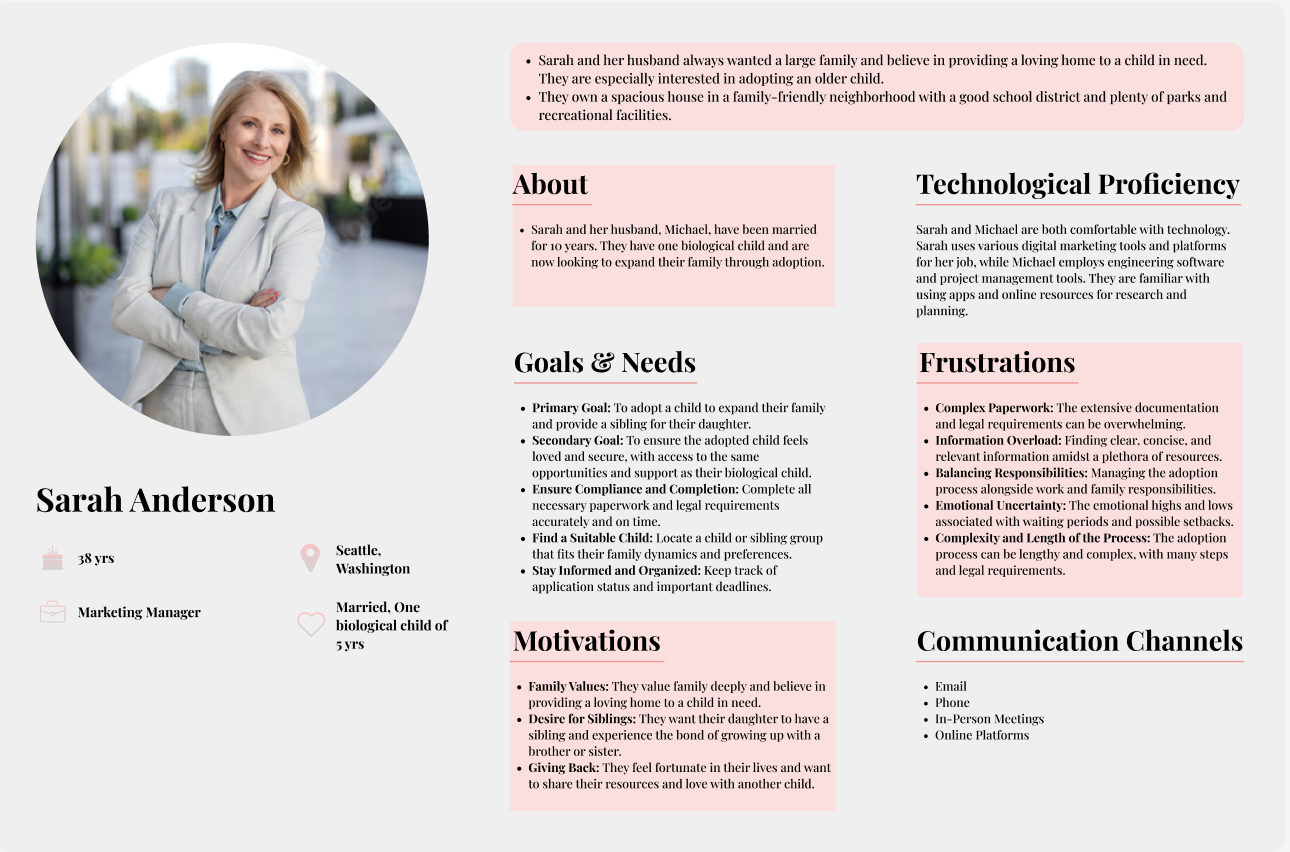 • Sarah and her husband always wanted a large family and believe in providing a loving home to a child in need.
They are especially interested in adopting an older child.
• They own a spacious house in a family-friendly neighborhood with a good school district and plenty of parks and
recreational facilities.
About
• Sarah and her husband, Michael, have been married
for 10 years. They have one biological child and are
now looking to expand their family through adoption.
Technological Proficiency
Sarah and Michael are both comfortable with technology.
Sarah uses various digital marketing tools and platforms
for her job, while Michael employs engineering software
and project management tools. They are familiar with
using apps and online resources for research and
planning.
Goals & Needs
• Primary Goal: To adopt a child to expand their family
and provide a sibling for their daughter.
• Secondary Goal: To ensure the adopted child feels
loved and secure, with access to the same
opportunities and support as their biological child.
• Ensure Compliance and Completion: Complete all
necessary paperwork and legal requirements
accurately and on time.
• Find a Suitable Child: Locate a child or sibling group
that fits their family dynamics and preferences.
• Stay Informed and Organized: Keep track of
application status and important deadlines.
Frustrations
• Complex Paperwork: The extensive documentation
and legal requirements can be overwhelming.
• Information Overload: Finding clear, concise, and
relevant information amidst a plethora of resources.
• Balancing Responsibilities: Managing the adoption
process alongside work and family responsibilities.
• Emotional Uncertainty: The emotional highs and lows
associated with waiting periods and possible setbacks.
• Complexity and Length of the Process: The adoption
process can be lengthy and complex, with many steps
and legal requirements.
Sarah Anderson
38 yrs
Seattle,
Washington
Marketing Manager
Married, One
biological child of
5 yrs
Motivations
• Family Values: They value family deeply and believe in
providing a loving home to a child in need.
• Desire for Siblings: They want their daughter to have a
sibling and experience the bond of growing up with a
brother or sister.
• Giving Back: They feel fortunate in their lives and want
to share their resources and love with another child.
Communication Channels
• Email
• Phone
• In-Person Meetings
• Online Platforms